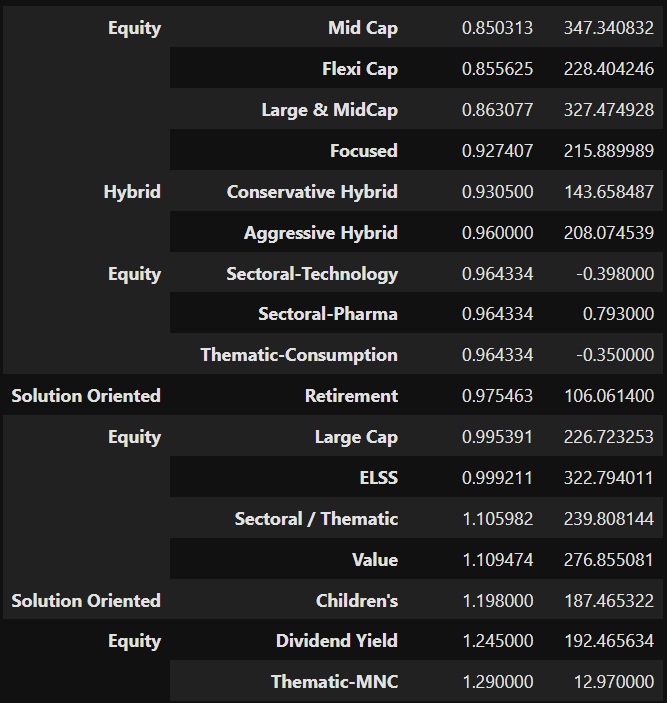 Equity Mid Cap 0.850313 347.340832
Flexi Cap 0.855625 228.404246
Large & MidCap 0.863077 327.474928
Focused 0.927407 215.889989
Hybrid Conservative Hybrid 0.930500 143.658487
Aggressive Hybrid 0.960000 208.074539
Equity Sectoral-Technology 0.964334 -0.398000
Sectoral-Pharma 0.964334 0.793000
Thematic-Consumption 0.964334 -0.350000
Solution Oriented Retirement 0.975463 106.061400
Equity Large Cap 0.995391 226.723253
ELSS 0.999211 322.794011
Sectoral / Thematic 1.105982 239.808144
Value 1.109474 276.855081
Solution Oriented Children's 1.198000 187.465322
Equity Dividend Yield 1.245000 192.465634
Thematic-MNC 1.290000 12.970000